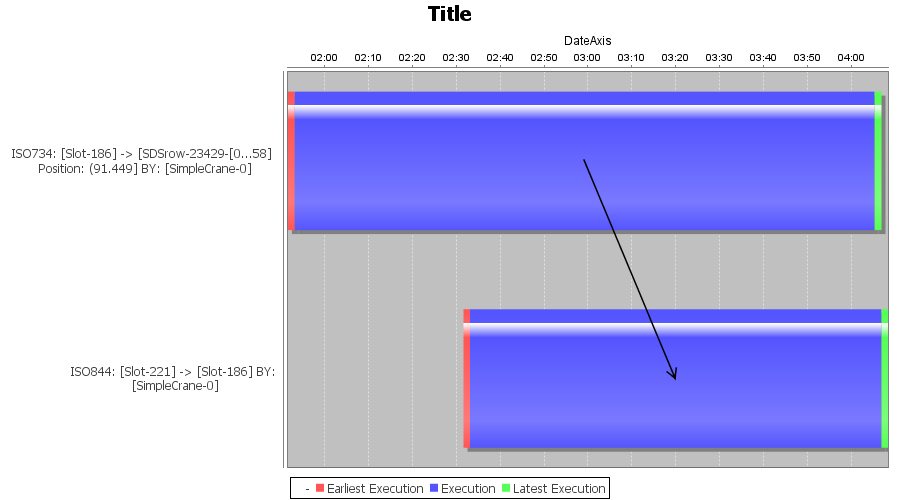 Title
DateAxis
02:00 02:10 02:20 02:30 02:40 02:50 03:00 03:10 03:20 03:30 03:40 03:50 04:00
ISO734: [Slot-186] -> [SDSrow-23429-[0...58]
Position: (91.449] BY: [SimpleCrane-0]
ISO844: [Slot-221] -> [Slot-186] BY:
[SimpleCrane-0]
- Earliest Execution Execution Latest Execution